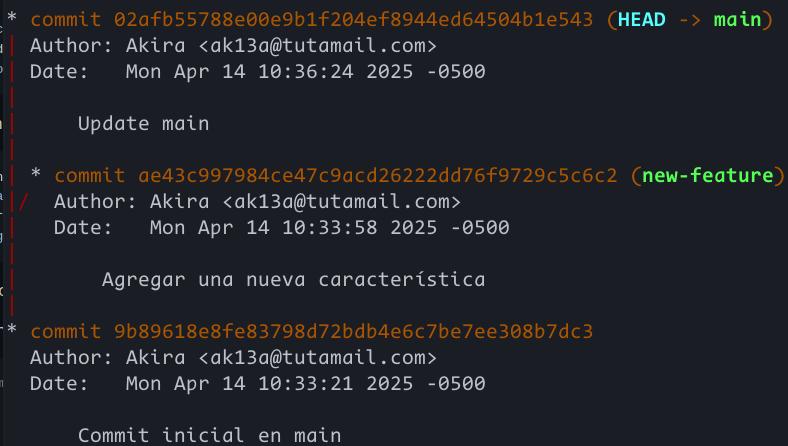 * commit 02afb55788e00e9b1f204ef8944ed64504b1e543 (HEAD -> main)
| Author: Akira <ak13a@tutamail.com>
| Date:   Mon Apr 14 10:36:24 2025 -0500
|
|     Update main
|
| * commit ae43c997984ce47c9acd26222dd76f9729c5c6c2 (new-feature)
|/  Author: Akira <ak13a@tutamail.com>
|   Date:   Mon Apr 14 10:33:58 2025 -0500
|
|       Agregar una nueva característica
|
* commit 9b89618e8fe83798d72bdb4e6c7be7ee308b7dc3
  Author: Akira <ak13a@tutamail.com>
  Date:   Mon Apr 14 10:33:21 2025 -0500

      Commit inicial en main